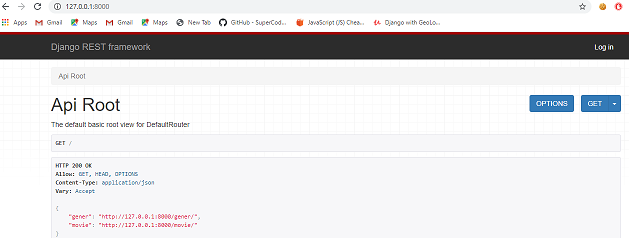 127.0.0.1:8000
Apps Gmail Maps Gmail Maps New Tab GitHub - SuperCod... JavaScript (JS) Chea... Django with GeoLo...
Django REST framework Log in
Api Root
Api Root OPTIONS GET
The default basic root view for DefaultRouter
GET /
HTTP 200 OK
Allow: GET, HEAD, OPTIONS
Content-Type: application/json
Vary: Accept
{
"gener": "http://127.0.0.1:8000/gener/",
"movie": "http://127.0.0.1:8000/movie/"
}